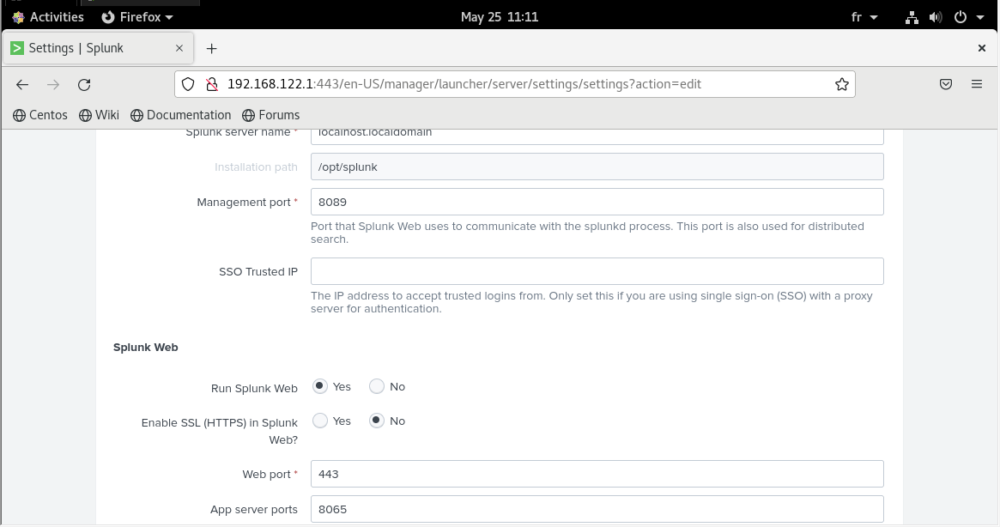 Activities Firefox May 25 11:11 fr
Settings | Splunk
192.168.122.1:443/en-US/manager/launcher/server/settings/settings?action=edit
Centos Wiki Documentation Forums
Splunk server name * localhost.localdomain
Installation path /opt/splunk
Management port * 8089
Port that Splunk Web uses to communicate with the splunkd process. This port is also used for distributed
search.
SSO Trusted IP
The IP address to accept trusted logins from. Only set this if you are using single sign-on (SSO) with a proxy
server for authentication.
Splunk Web
Run Splunk Web Yes No
Enable SSL (HTTPS) in Splunk Yes No
Web?
Web port * 443
App server ports 8065